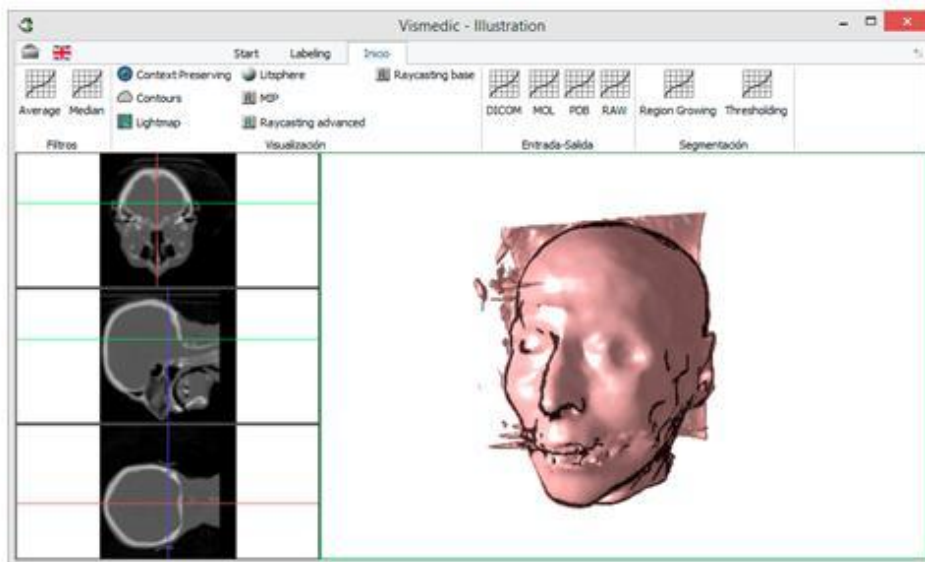 Vismedic - Illustration
Start Labeling Inicio
Context Preserving Litsphere Raycasting base
Contours MIP
Lightmap Raycasting advanced
Average Median DICOM MOL PDB RAW Region Growing Thresholding
Filtros Visualización Entrada-Salida Segmentación